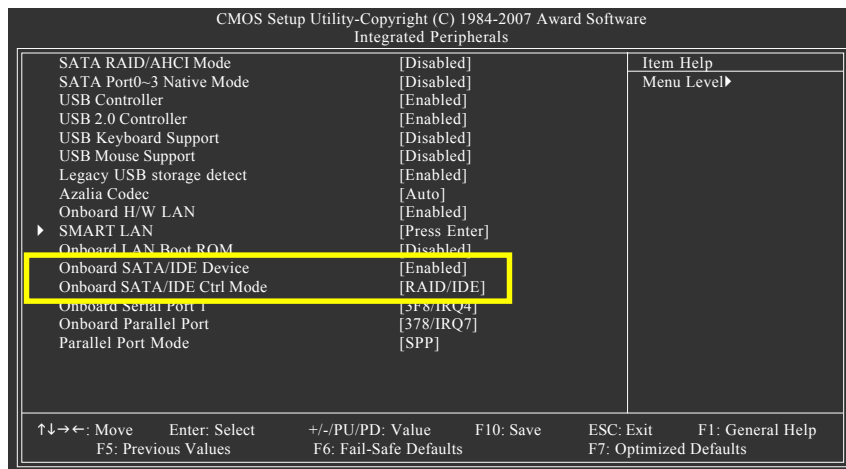 CMOS Setup Utility-Copyright (C) 1984-2007 Award Software
Integrated Peripherals
SATA RAID/AHCI Mode [Disabled] Item Help
SATA Port0~3 Native Mode [Disabled] Menu Level▶
USB Controller [Enabled]
USB 2.0 Controller [Enabled]
USB Keyboard Support [Disabled]
USB Mouse Support [Disabled]
Legacy USB storage detect [Enabled]
Azalia Codec [Auto]
Onboard H/W LAN [Enabled]
▶ SMART LAN [Press Enter]
Onboard LAN Boot ROM [Disabled]
Onboard SATA/IDE Device [Enabled]
Onboard SATA/IDE Ctrl Mode [RAID/IDE]
Onboard Serial Port 1 [3F8/IRQ4]
Onboard Parallel Port [378/IRQ7]
Parallel Port Mode [SPP]
↑↓→←: Move Enter: Select +/-/PU/PD: Value F10: Save ESC: Exit F1: General Help
F5: Previous Values F6: Fail-Safe Defaults F7: Optimized Defaults